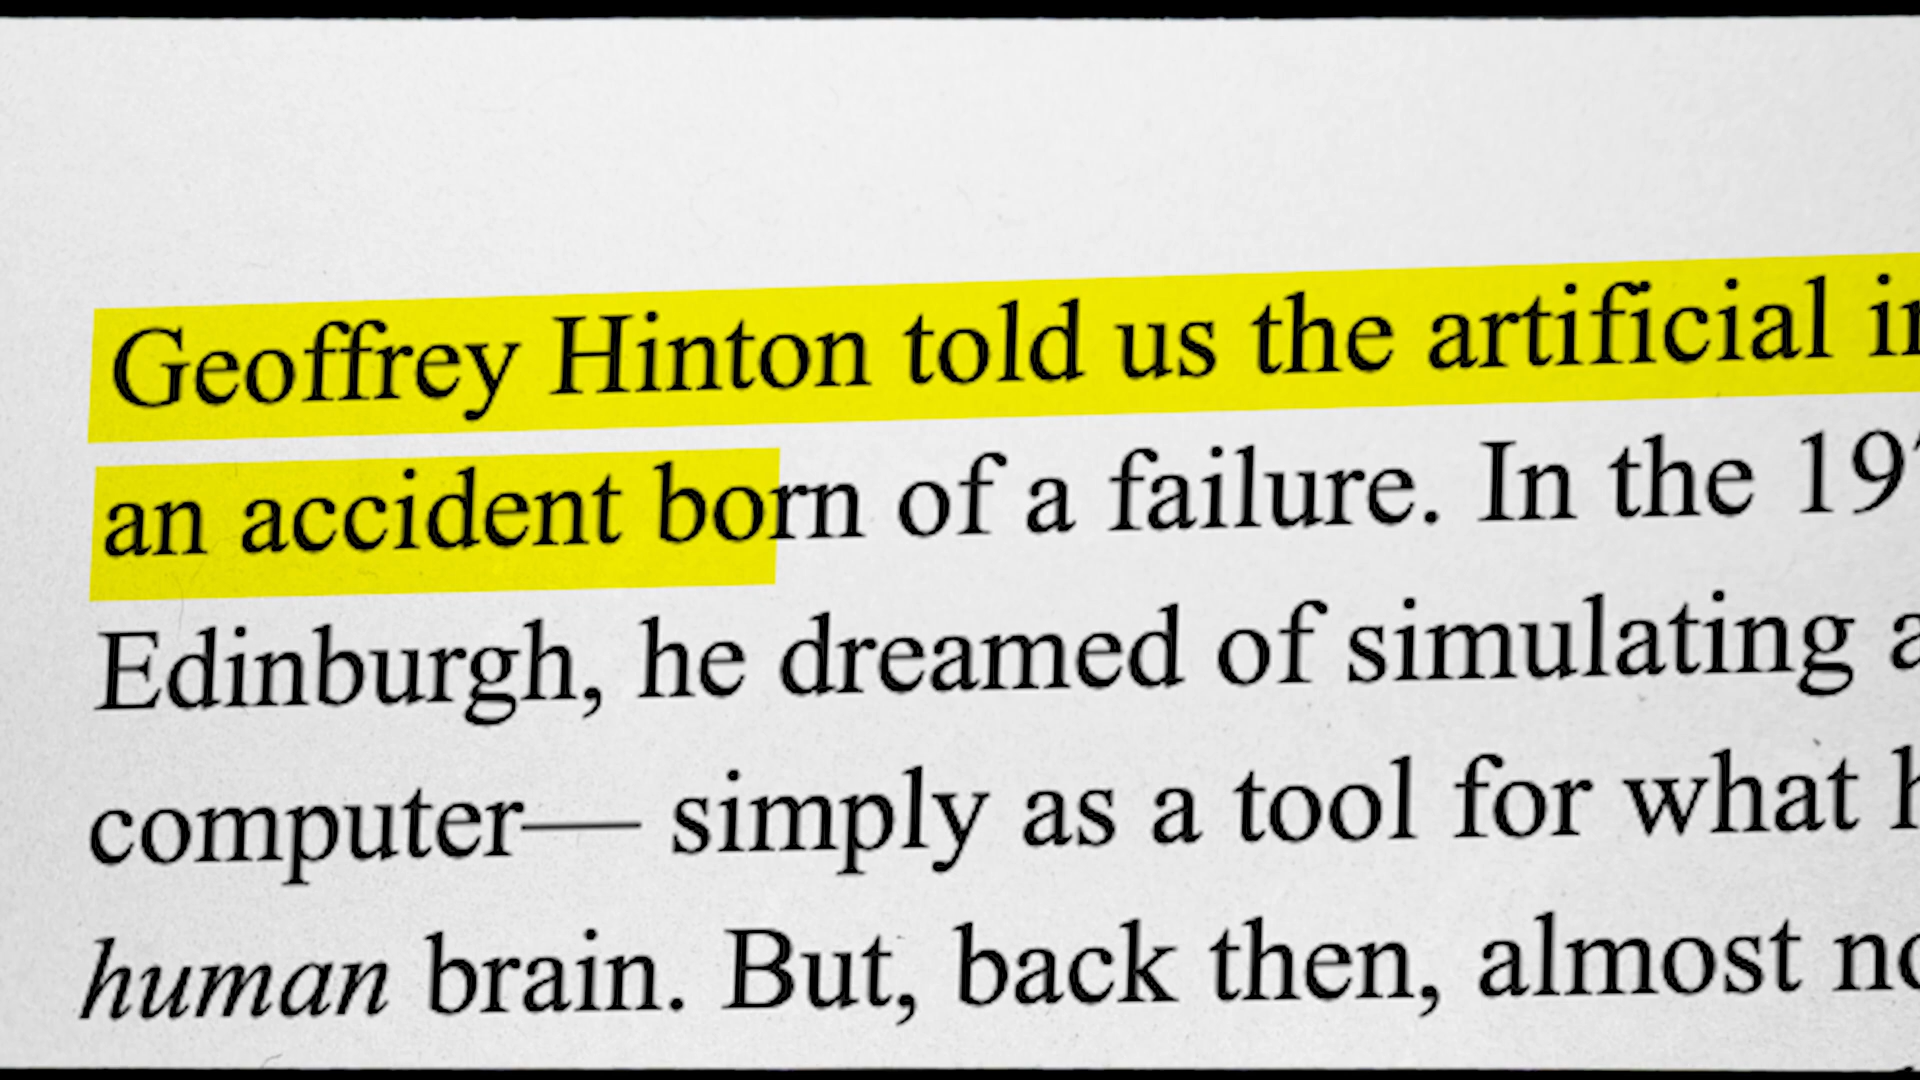 Geoffrey Hinton told us the artificial
an accident born of a failure. In the
Edinburgh, he dreamed of simulating
computer— simply as a tool for what
human brain. But, back then, almost